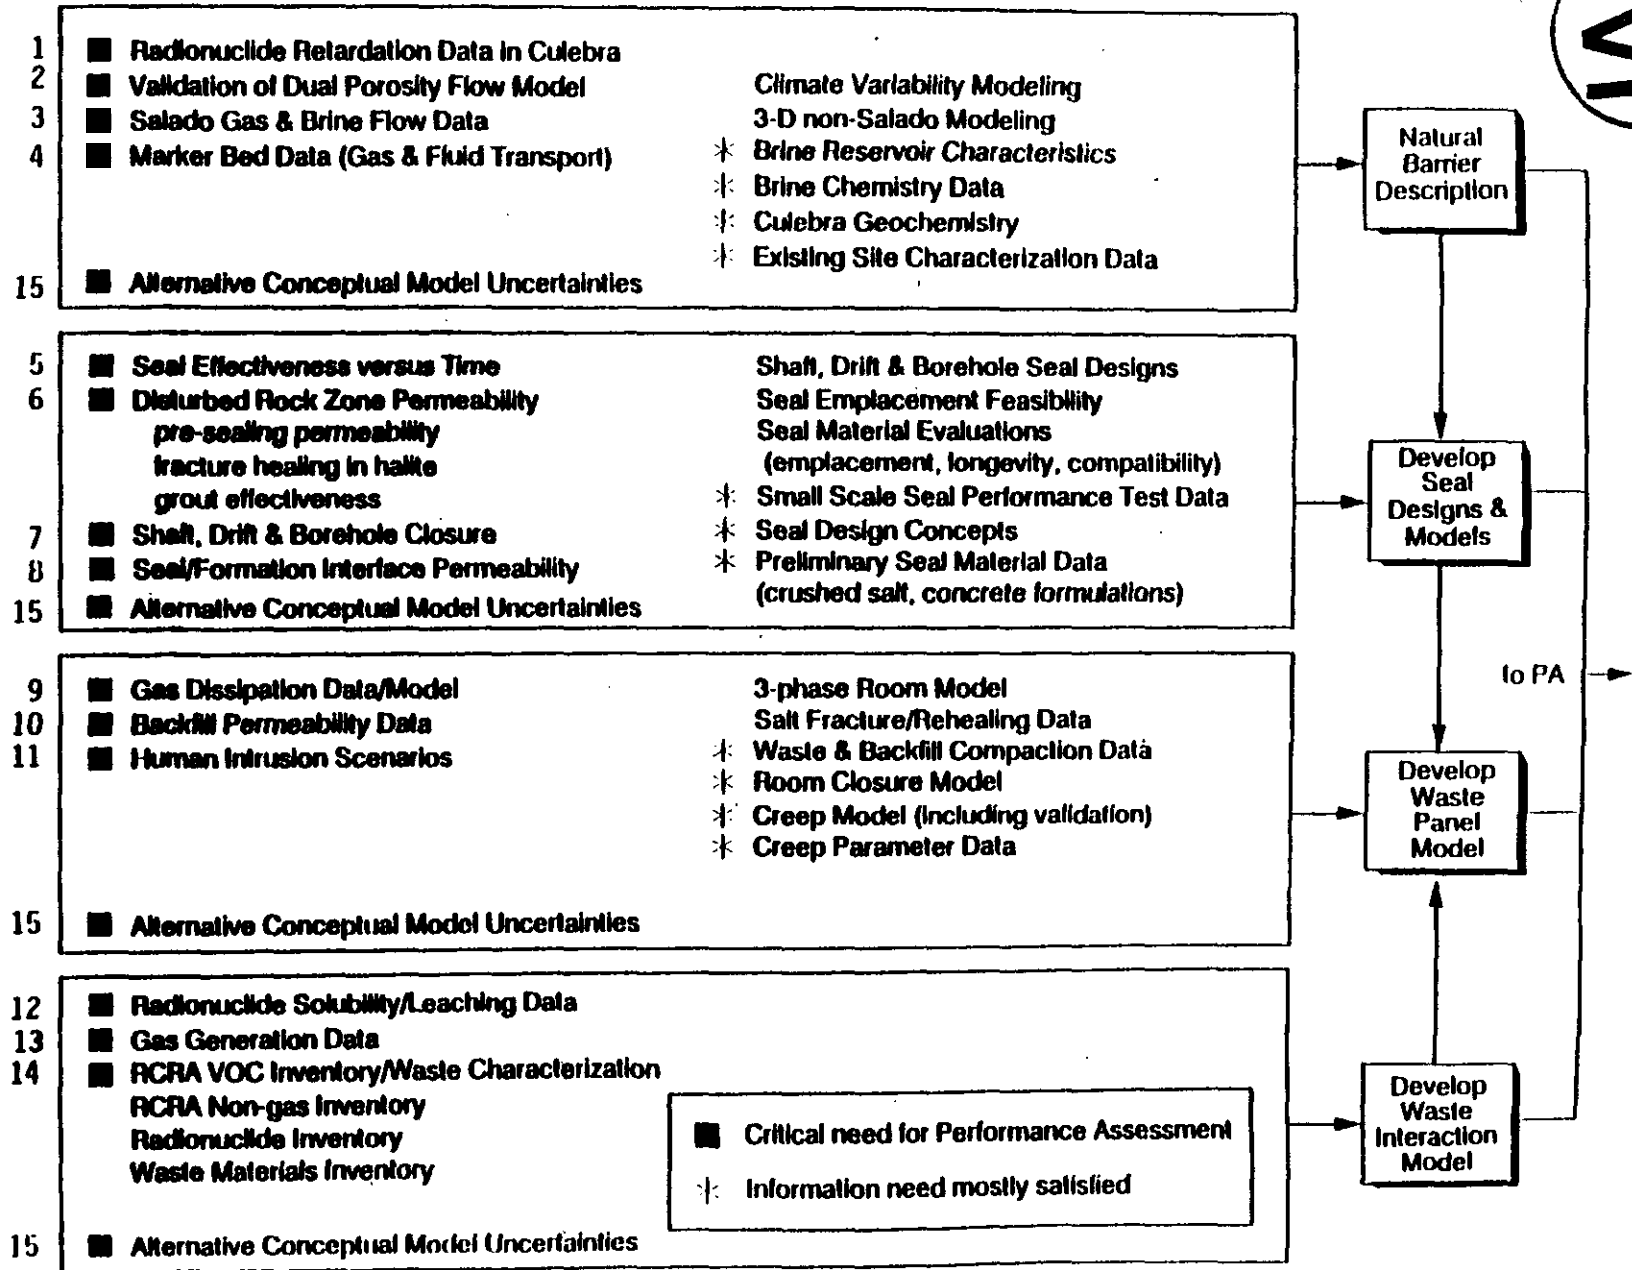 1 ■ Radionuclide Retardation Data in Culebra
2 ■ Validation of Dual Porosity Flow Model
3 ■ Salado Gas & Brine Flow Data
4 ■ Marker Bed Data (Gas & Fluid Transport)
15 ■ Alternative Conceptual Model Uncertainties
Climate Variability Modeling
3-D non-Salado Modeling
* Brine Reservoir Characteristics
* Brine Chemistry Data
* Culebra Geochemistry
* Existing Site Characterization Data
Natural
Barrier
Description
5 ■ Seal Effectiveness versus Time
6 ■ Disturbed Rock Zone Permeability
pre-sealing permeability
fracture healing in halite
grout effectiveness
7 ■ Shaft, Drift & Borehole Closure
8 ■ Seal/Formation Interface Permeability
15 ■ Alternative Conceptual Model Uncertainties
Shaft, Drift & Borehole Seal Designs
Seal Emplacement Feasibility
Seal Material Evaluations
(emplacement, longevity, compatibility)
* Small Scale Seal Performance Test Data
* Seal Design Concepts
* Preliminary Seal Material Data
(crushed salt, concrete formulations)
Develop
Seal
Designs &
Models
9 ■ Gas Dissipation Data/Model
10 ■ Backfill Permeability Data
11 ■ Human Intrusion Scenarios
15 ■ Alternative Conceptual Model Uncertainties
3-phase Room Model
Salt Fracture/Rehealing Data
* Waste & Backfill Compaction Data
* Room Closure Model
* Creep Model (including validation)
* Creep Parameter Data
Develop
Waste
Panel
Model
to PA
12 ■ Radionuclide Solubility/Leaching Data
13 ■ Gas Generation Data
14 ■ RCRA VOC Inventory/Waste Characterization
RCRA Non-gas Inventory
Radionuclide Inventory
Waste Materials Inventory
15 ■ Alternative Conceptual Model Uncertainties
■ Critical need for Performance Assessment
* Information need mostly satisfied
Develop
Waste
Interaction
Model